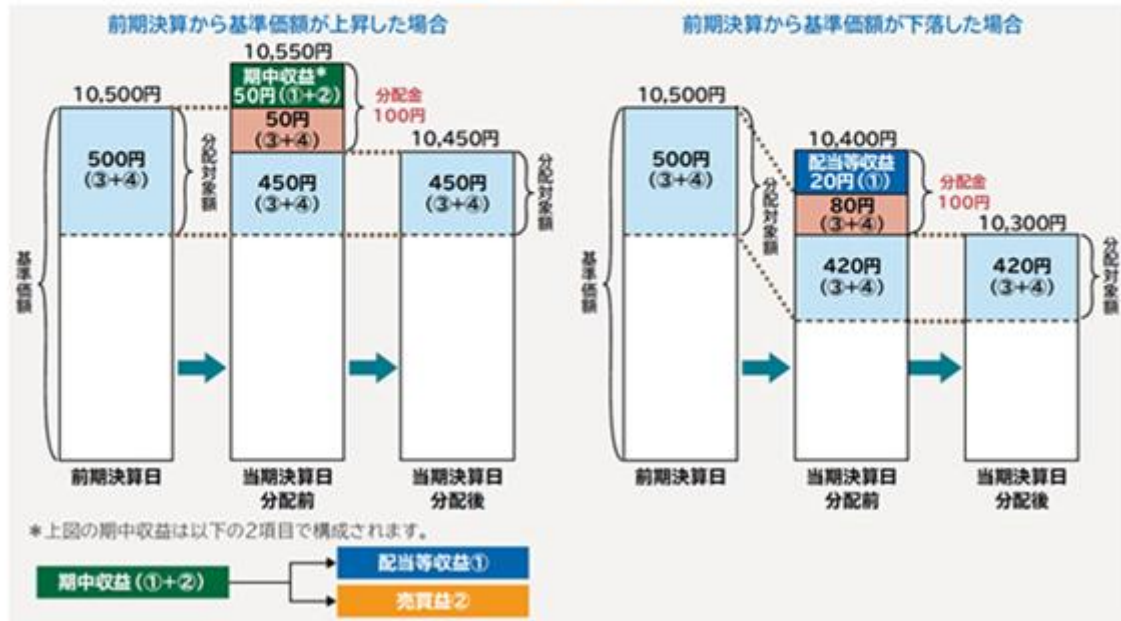 前期決算から基準価額が上昇した場合
10,500円
500円
(③+④)
分配対象額
基準価額
前期決算日
10,550円
期中収益*
50円(①+②)
50円
(③+④)
450円
(③+④)
分配金
100円
当期決算日
分配前
10,450円
450円
(③+④)
分配対象額
当期決算日
分配後
*上図の期中収益は以下の2項目で構成されます。
期中収益(①+②)
配当等収益①
売買益②
前期決算から基準価額が下落した場合
10,500円
500円
(③+④)
分配対象額
基準価額
前期決算日
10,400円
配当等収益
20円(①)
80円
(③+④)
420円
(③+④)
分配金
100円
当期決算日
分配前
10,300円
420円
(③+④)
分配対象額
当期決算日
分配後